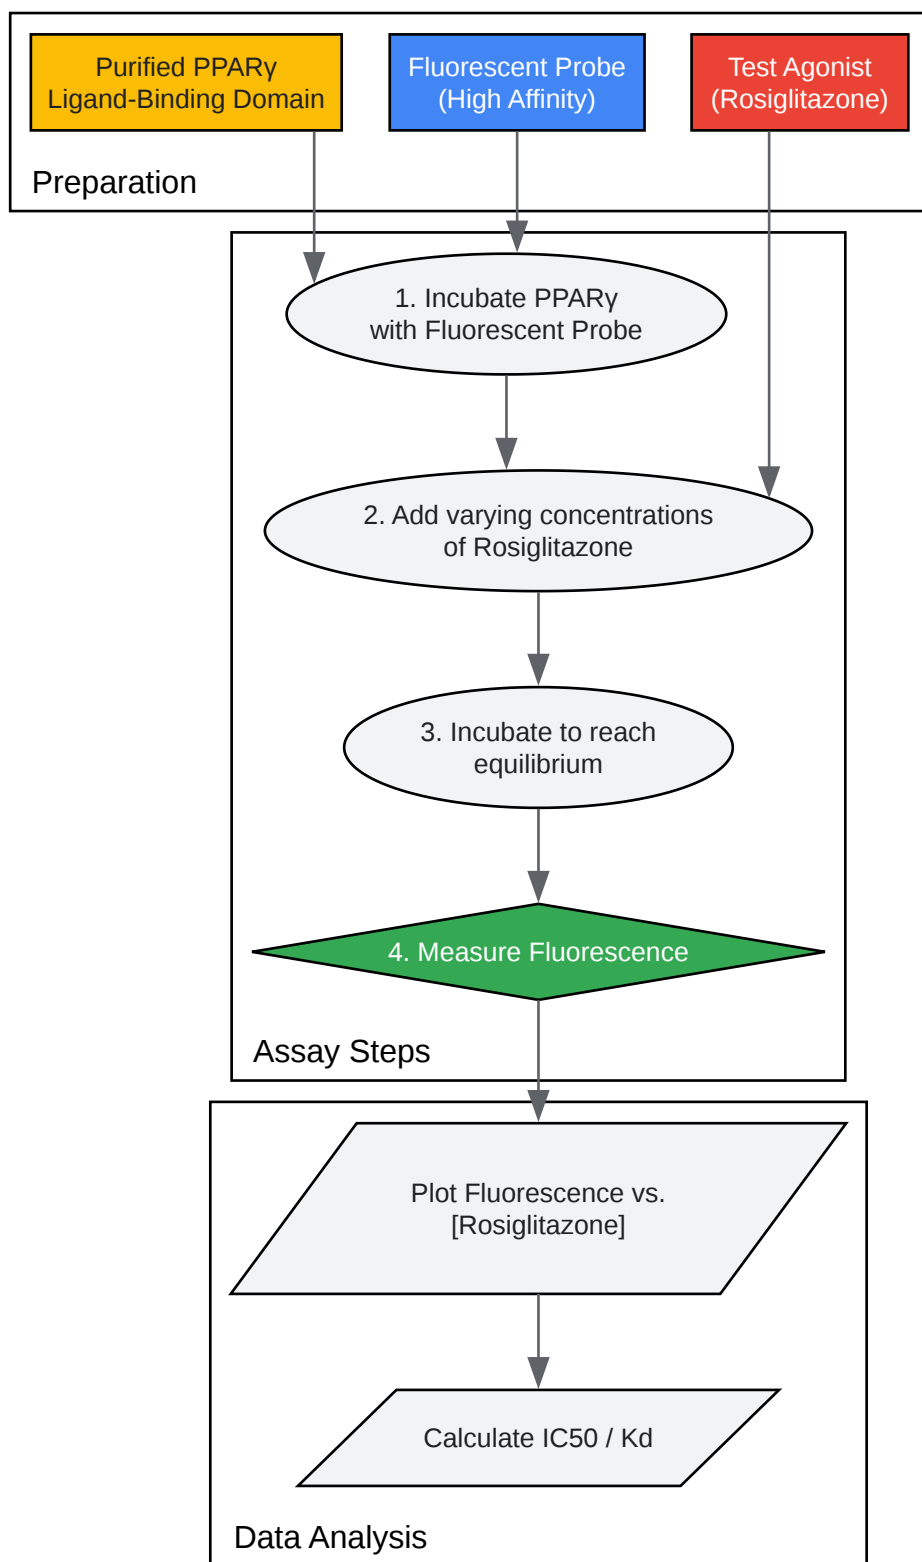 Purified PPARγ
Ligand-Binding Domain
Fluorescent Probe
(High Affinity)
Test Agonist
(Rosiglitazone)
Preparation
1. Incubate PPARγ
with Fluorescent Probe
2. Add varying concentrations
of Rosiglitazone
3. Incubate to reach
equilibrium
4. Measure Fluorescence
Assay Steps
Plot Fluorescence vs.
[Rosiglitazone]
Calculate IC50 / Kd
Data Analysis